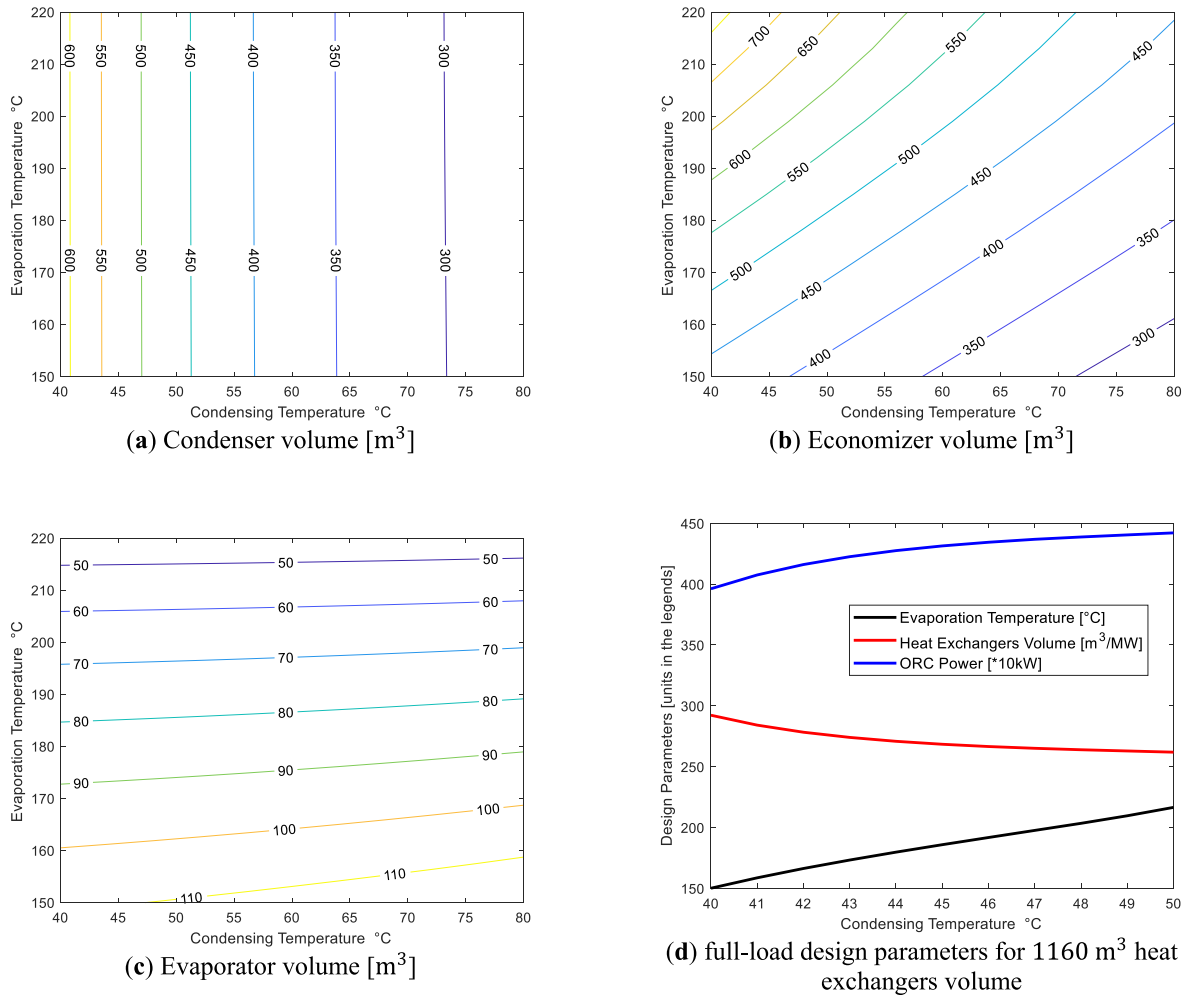 220
210
200
190
180
170
160
150
Evaporation Temperature °C
600
550
500
450
400
350
300
600
550
500
450
400
350
300
40 45 50 55 60 65 70 75 80
Condensing Temperature °C
(a) Condenser volume [m³]
220
210
200
190
180
170
160
150
Evaporation Temperature °C
700
650
550
450
600
550
500
450
500
450
400
350
400
350
300
40 45 50 55 60 65 70 75 80
Condensing Temperature °C
(b) Economizer volume [m³]
220
210
200
190
180
170
160
150
Evaporation Temperature °C
50 50 50
60 60 60
70 70 70
80 80 80
90 90 90
100 100
110 110
40 45 50 55 60 65 70 75 80
Condensing Temperature °C
(c) Evaporator volume [m³]
450
400
350
300
250
200
150
Design Parameters [units in the legends]
Evaporation Temperature [°C]
Heat Exchangers Volume [m³/MW]
ORC Power [*10kW]
40 41 42 43 44 45 46 47 48 49 50
Condensing Temperature °C
(d) full-load design parameters for 1160 m³ heat
exchangers volume